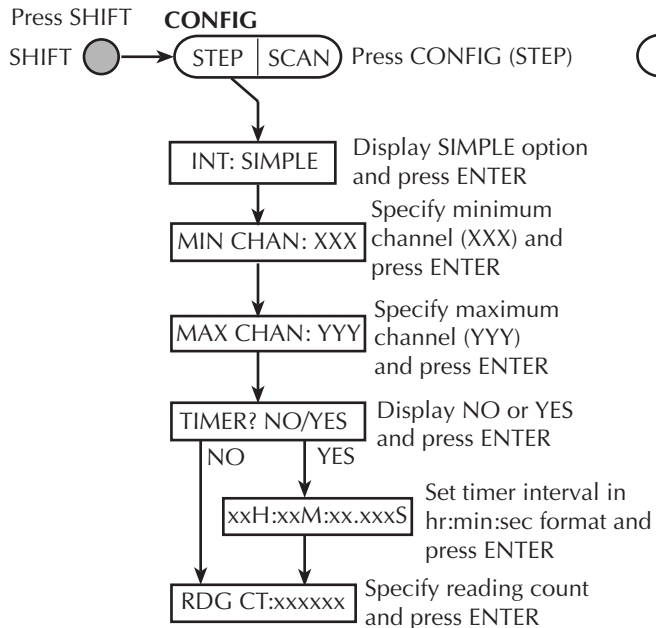 Press SHIFT
CONFIG
SHIFT
STEP
SCAN
Press CONFIG (STEP)
INT: SIMPLE
Display SIMPLE option
and press ENTER
MIN CHAN: XXX
Specify minimum
channel (XXX) and
press ENTER
MAX CHAN: YYY
Specify maximum
channel (YYY)
and press ENTER
TIMER? NO/YES
Display NO or YES
and press ENTER
NO
YES
xxH:xxM:xx.xxxS
Set timer interval in
hr:min:sec format and
press ENTER
RDG CT:xxxxxx
Specify reading count
and press ENTER